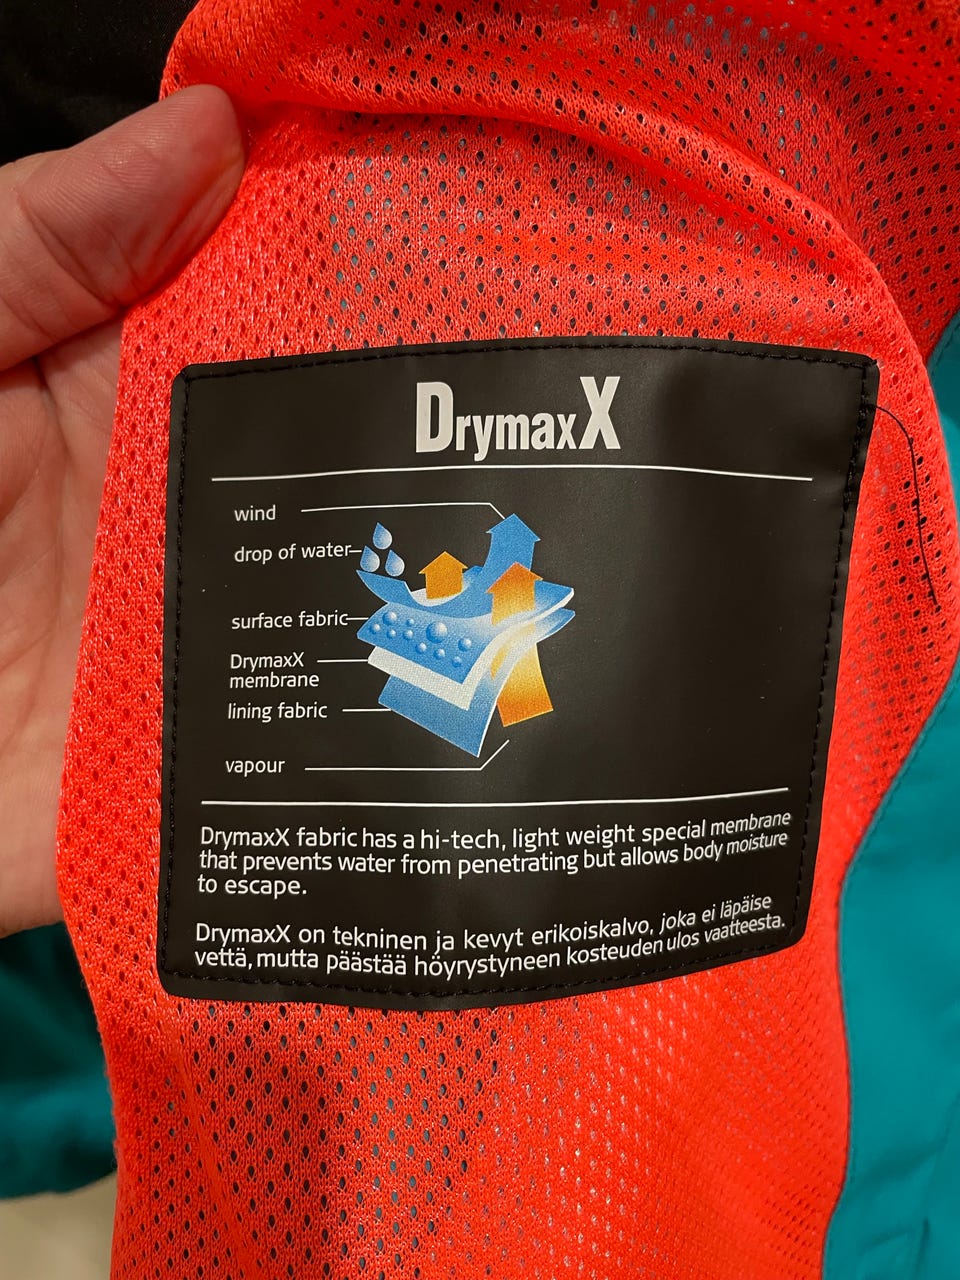 DrymaxX
wind
drop of water
surface fabric
DrymaxX
membrane
lining fabric
vapour
DrymaxX fabric has a hi-tech, light weight special membrane
that prevents water from penetrating but allows body moisture
to escape.
DrymaxX on tekninen ja kevyt erikoiskalvo, joka ei läpäise
vettä, mutta päästää höyrystyneen kosteuden ulos vaatteesta.